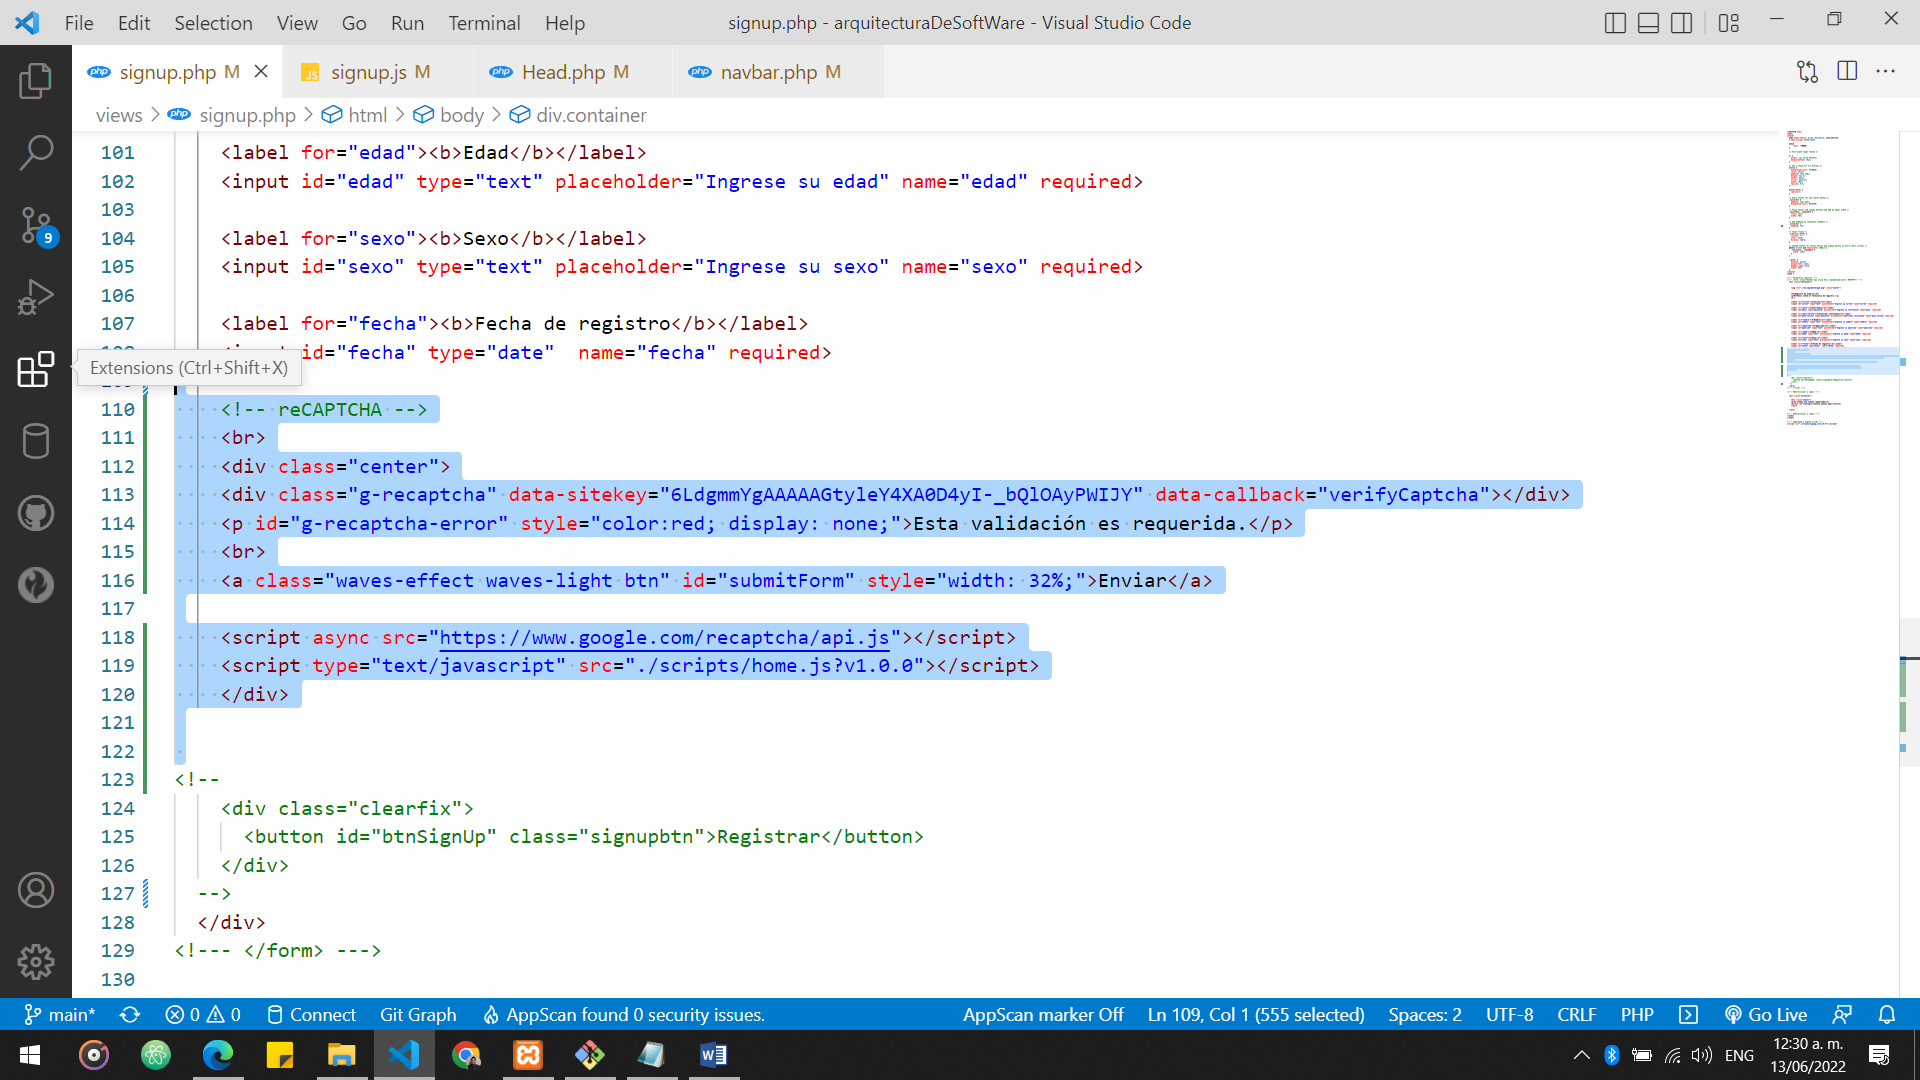 File Edit Selection View Go Run Terminal Help signup.php - arquitecturaDeSoftWare - Visual Studio Code
signup.php M signup.js M Head.php M navbar.php M
views > signup.php > html > body > div.container
101 <label for="edad"><b>Edad</b></label>
102 <input id="edad" type="text" placeholder="Ingrese su edad" name="edad" required>
103
104 <label for="sexo"><b>Sexo</b></label>
105 <input id="sexo" type="text" placeholder="Ingrese su sexo" name="sexo" required>
106
107 <label for="fecha"><b>Fecha de registro</b></label>
id="fecha" type="date"  name="fecha" required>
Extensions (Ctrl+Shift+X)
110 <!-- reCAPTCHA -->
111 <br>
112 <div class="center">
113 <div class="g-recaptcha" data-sitekey="6LdgmmYgAAAAAGtyleY4XA0D4yI-_bQlOAyPWIJY" data-callback="verifyCaptcha"></div>
114 <p id="g-recaptcha-error" style="color:red; display: none;">Esta validación es requerida.</p>
115 <br>
116 <a class="waves-effect waves-light btn" id="submitForm" style="width: 32%;">Enviar</a>
117
118 <script async src="https://www.google.com/recaptcha/api.js"></script>
119 <script type="text/javascript" src="./scripts/home.js?v1.0.0"></script>
120 </div>
121
122
123 <!--
124 <div class="clearfix">
125 <button id="btnSignUp" class="signupbtn">Registrar</button>
126 </div>
127 -->
128 </div>
129 <!--- </form> --->
130
9
main* 0 0 Connect Git Graph AppScan found 0 security issues. AppScan marker Off Ln 109, Col 1 (555 selected) Spaces: 2 UTF-8 CRLF PHP Go Live
ENG 12:30 a. m.
13/06/2022